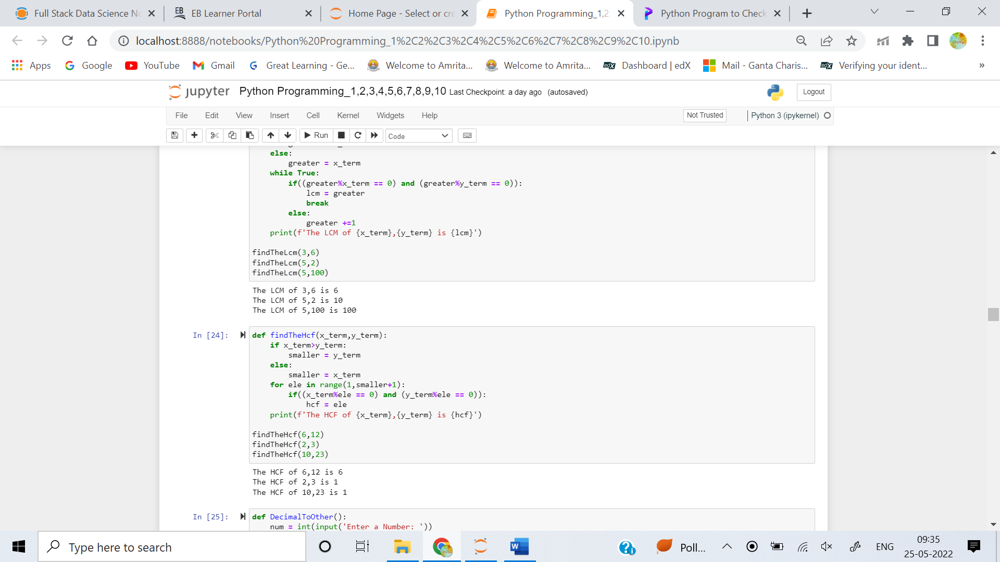 Full Stack Data Science No
EB Learner Portal
Home Page - Select or cre
Python Programming_1,2,
Python Program to Check
localhost:8888/notebooks/Python%20Programming_1%2C2%2C3%2C4%2C5%2C6%2C7%2C8%2C9%2C10.ipynb
Apps
Google
YouTube
Gmail
Great Learning - Ge...
Welcome to Amrita...
Welcome to Amrita...
Dashboard | edX
Mail - Ganta Charis...
Verifying your ident...
»
jupyter Python Programming_1,2,3,4,5,6,7,8,9,10 Last Checkpoint: a day ago (autosaved)
Logout
File Edit View Insert Cell Kernel Widgets Help
Not Trusted
Python 3 (ipykernel)
Run
Code
else:
greater = x_term
while True:
if((greater%x_term == 0) and (greater%y_term == 0)):
lcm = greater
break
else:
greater +=1
print(f'The LCM of {x_term},{y_term} is {lcm}')
findTheLcm(3,6)
findTheLcm(5,2)
findTheLcm(5,100)
The LCM of 3,6 is 6
The LCM of 5,2 is 10
The LCM of 5,100 is 100
In [24]:
def findTheHcf(x_term,y_term):
if x_term>y_term:
smaller = y_term
else:
smaller = x_term
for ele in range(1,smaller+1):
if((x_term%ele == 0) and (y_term%ele == 0)):
hcf = ele
print(f'The HCF of {x_term},{y_term} is {hcf}')
findTheHcf(6,12)
findTheHcf(2,3)
findTheHcf(10,23)
The HCF of 6,12 is 6
The HCF of 2,3 is 1
The HCF of 10,23 is 1
In [25]:
def DecimalToOther():
num = int(input('Enter a Number: '))
Type here to search
Poll...
ENG
09:35
25-05-2022